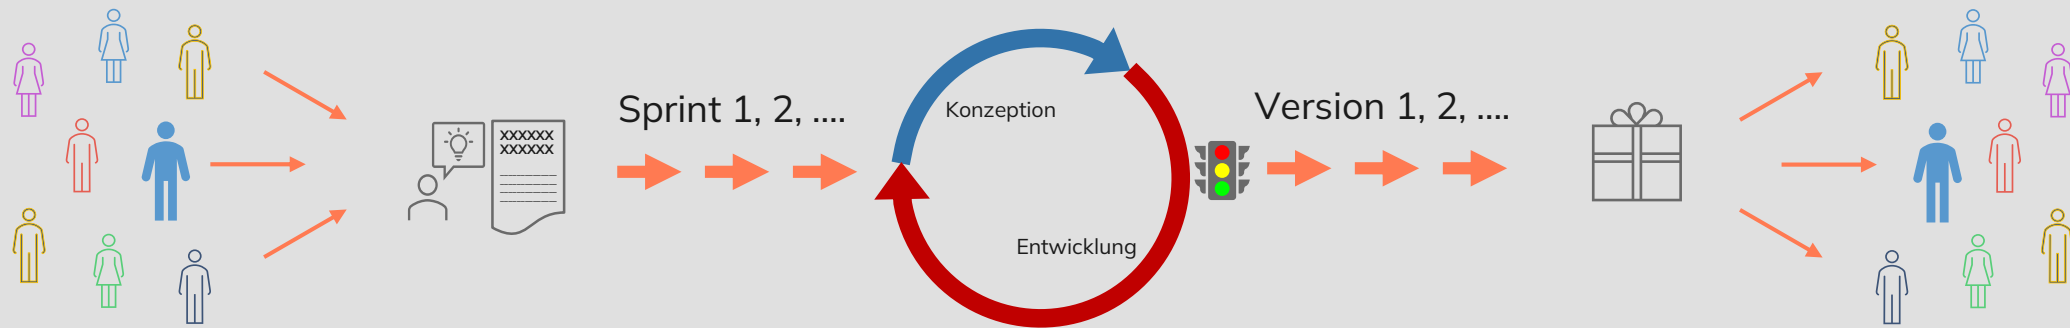 Sprint 1, 2, ....
XXXXXX
XXXXXX
Konzeption
Entwicklung
Version 1, 2, ....